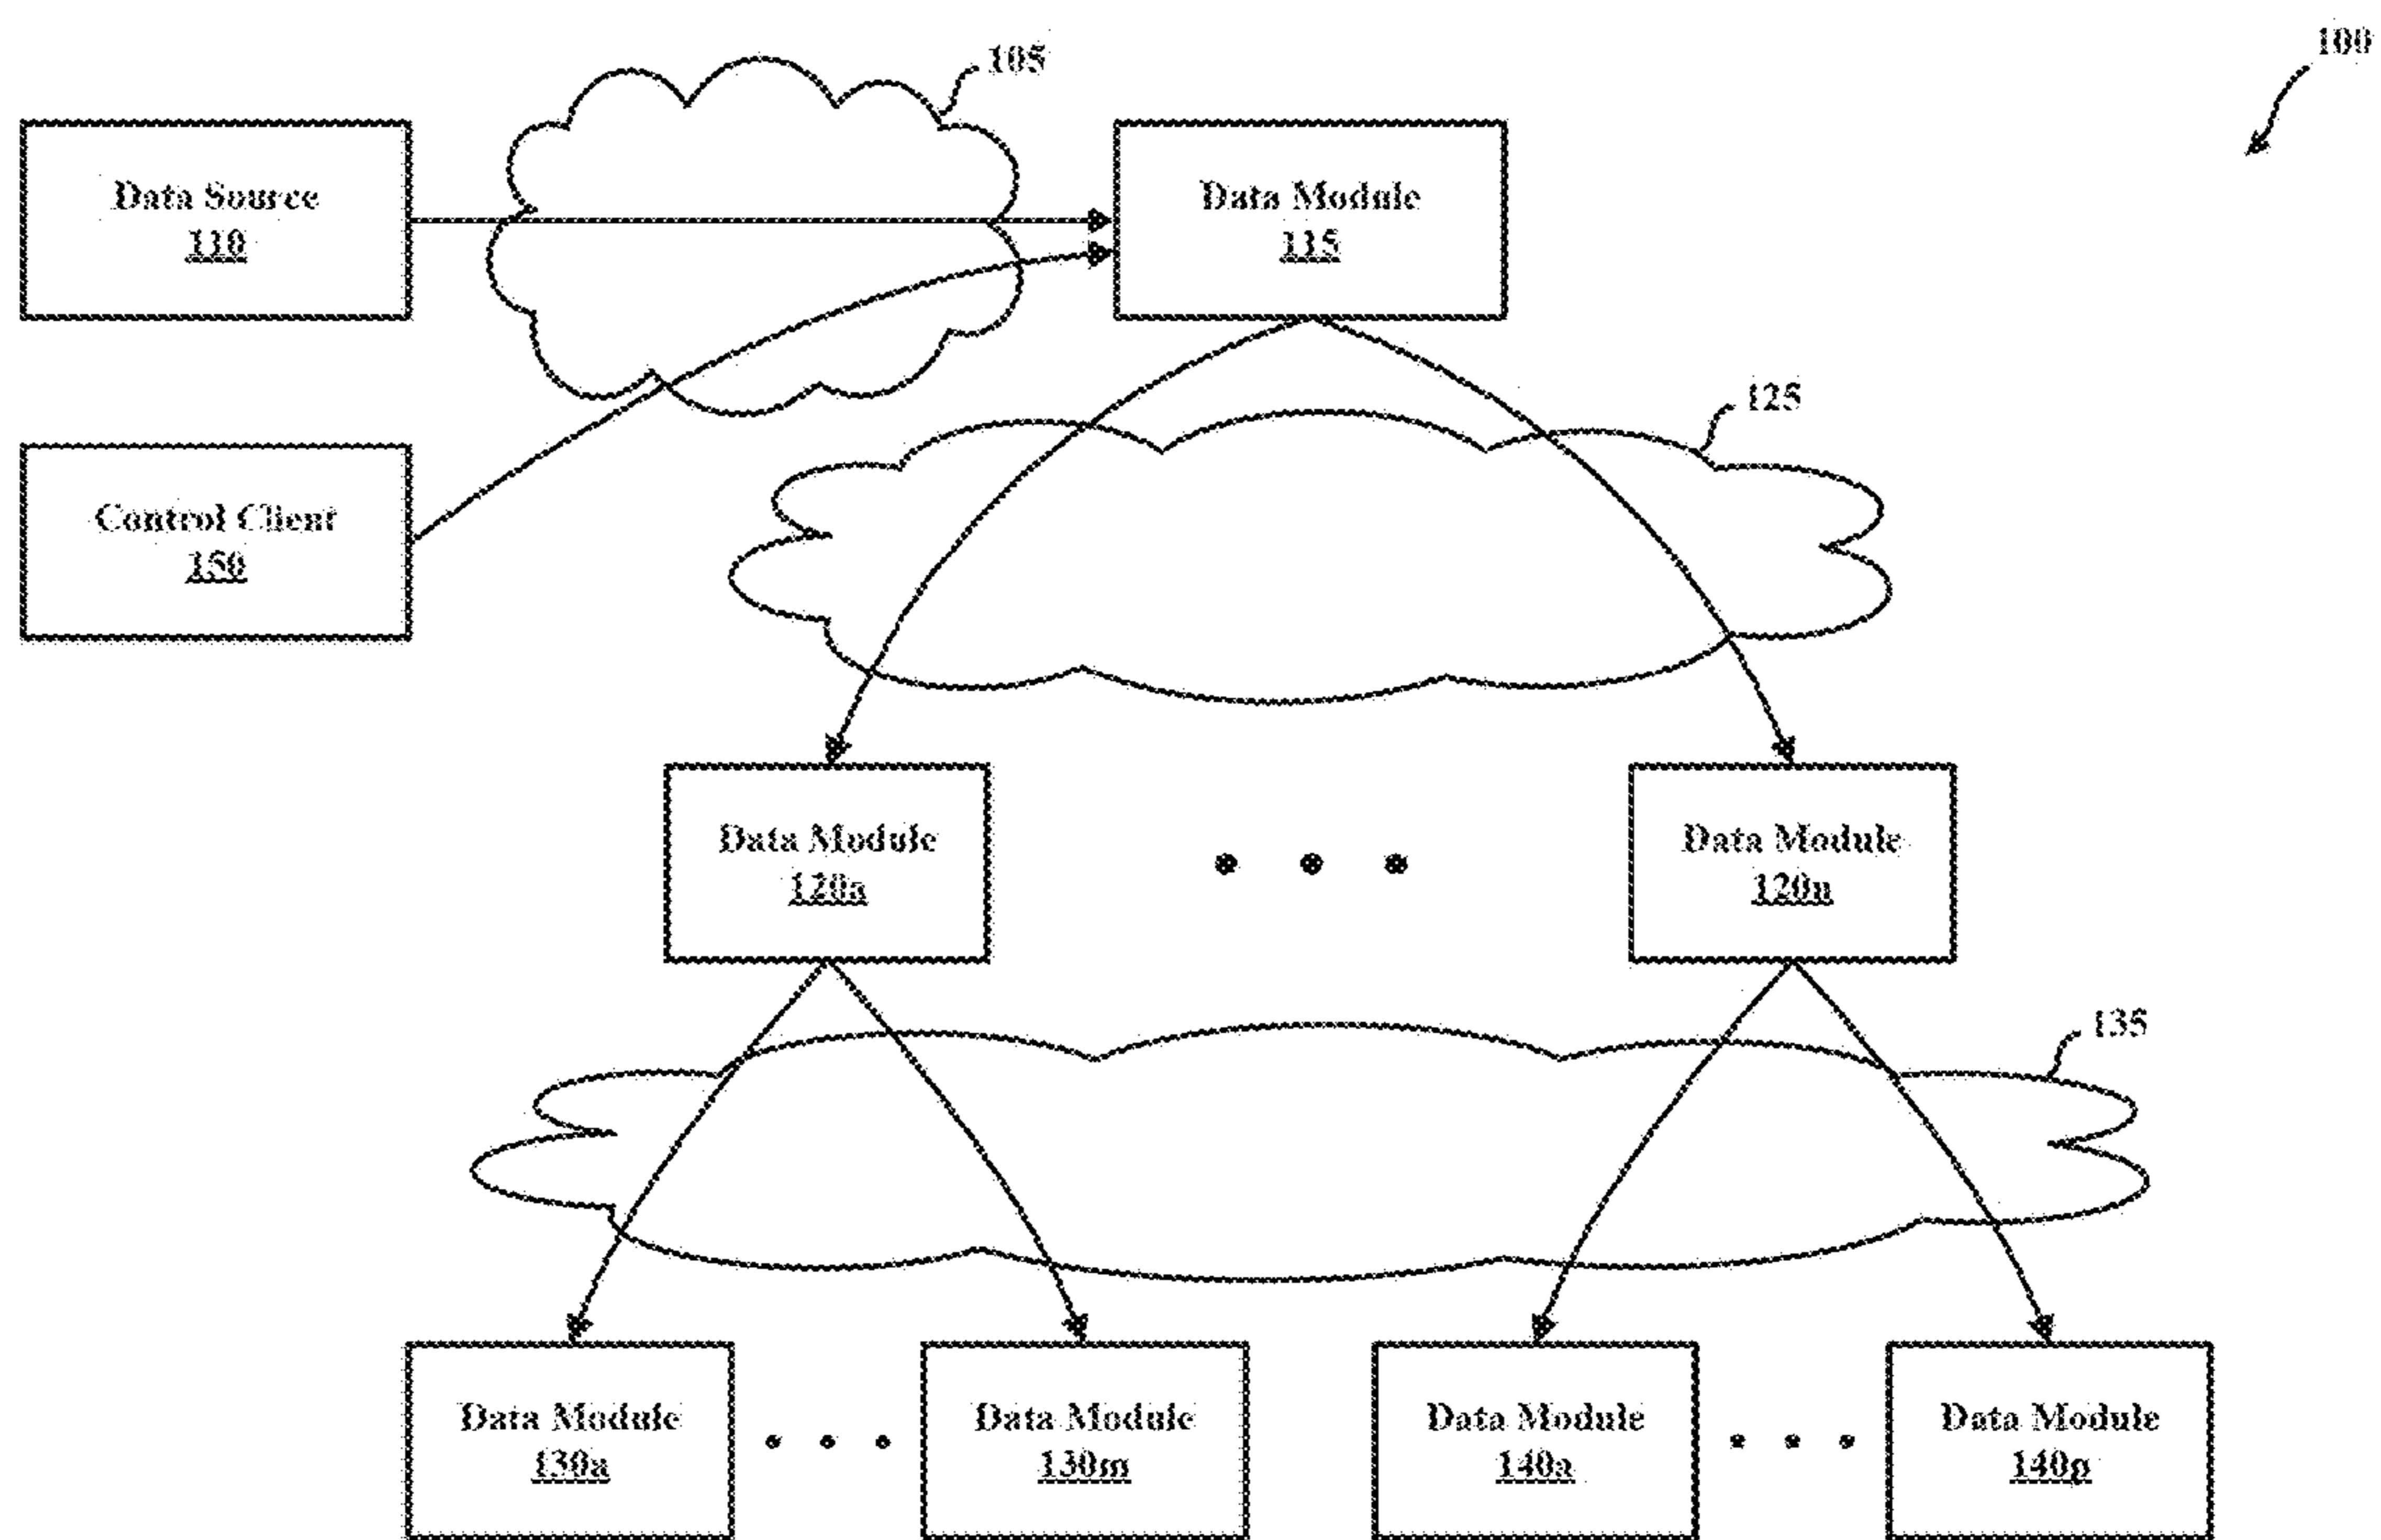 105
100
Data Source
110
Data Module
115
125
Control Client
150
Data Module
120a
Data Module
120n
135
Data Module
130a
Data Module
130m
Data Module
140a
Data Module
140p